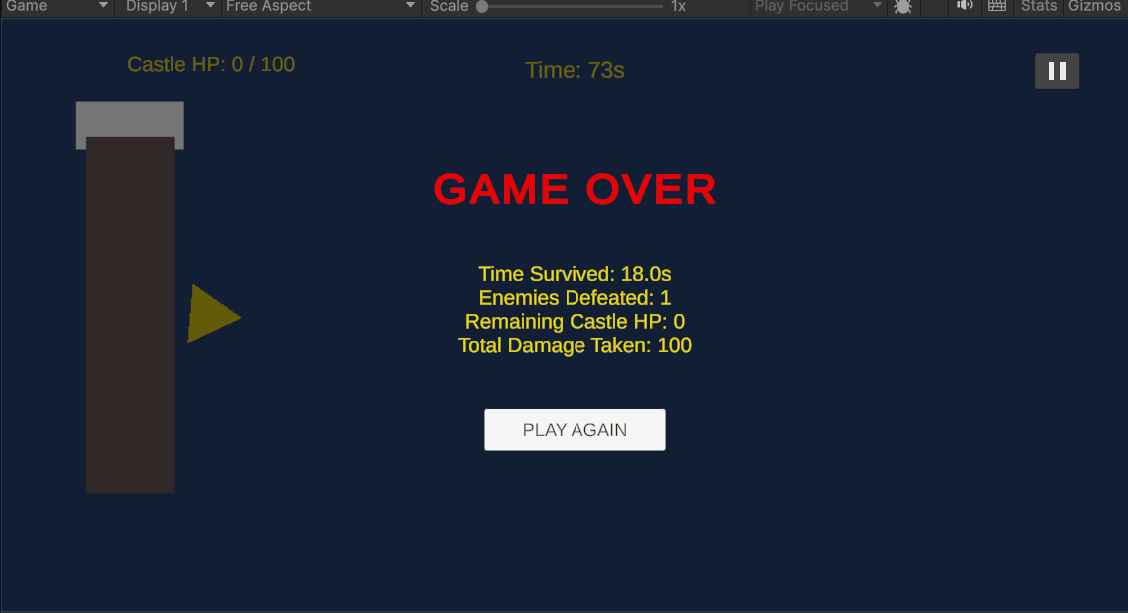 Game Display 1 Free Aspect Scale 1x Play Focused Stats Gizmos
Castle HP: 0 / 100
Time: 73s
GAME OVER
Time Survived: 18.0s
Enemies Defeated: 1
Remaining Castle HP: 0
Total Damage Taken: 100
PLAY AGAIN